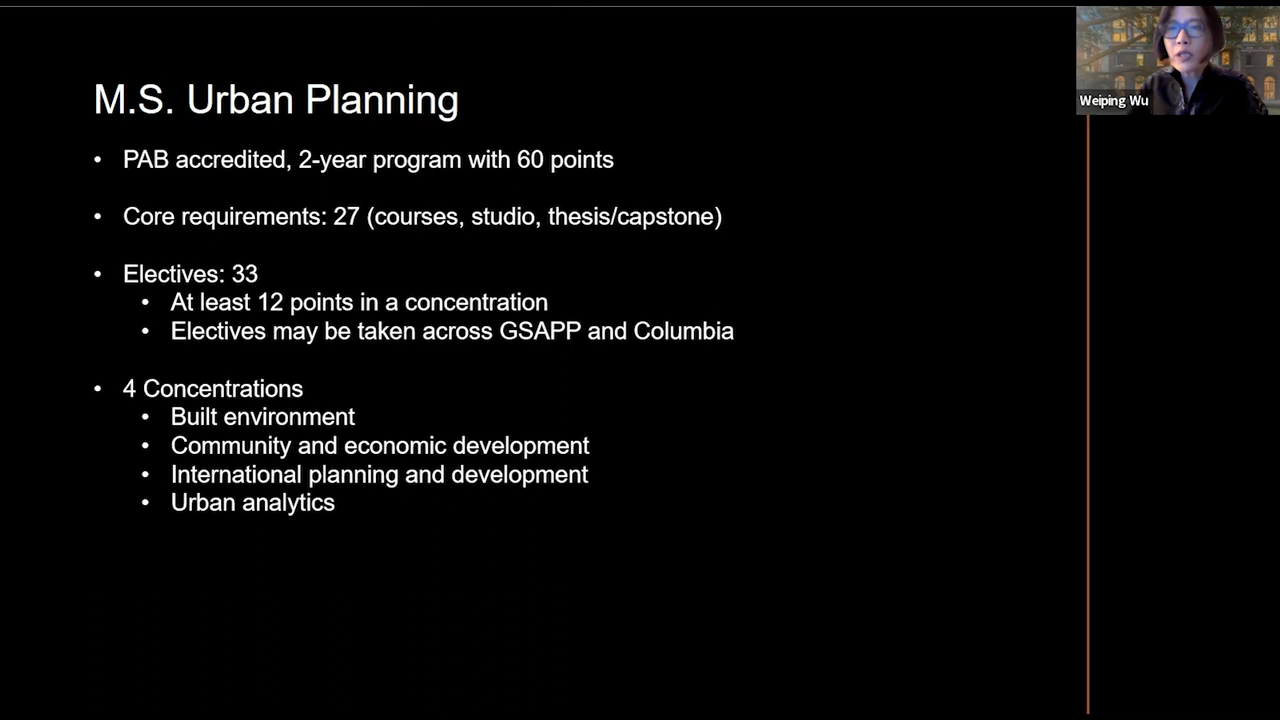 M.S. Urban Planning
• PAB accredited, 2-year program with 60 points
• Core requirements: 27 (courses, studio, thesis/capstone)
• Electives: 33
• At least 12 points in a concentration
• Electives may be taken across GSAPP and Columbia
• 4 Concentrations
• Built environment
• Community and economic development
• International planning and development
• Urban analytics
Weiping Wu